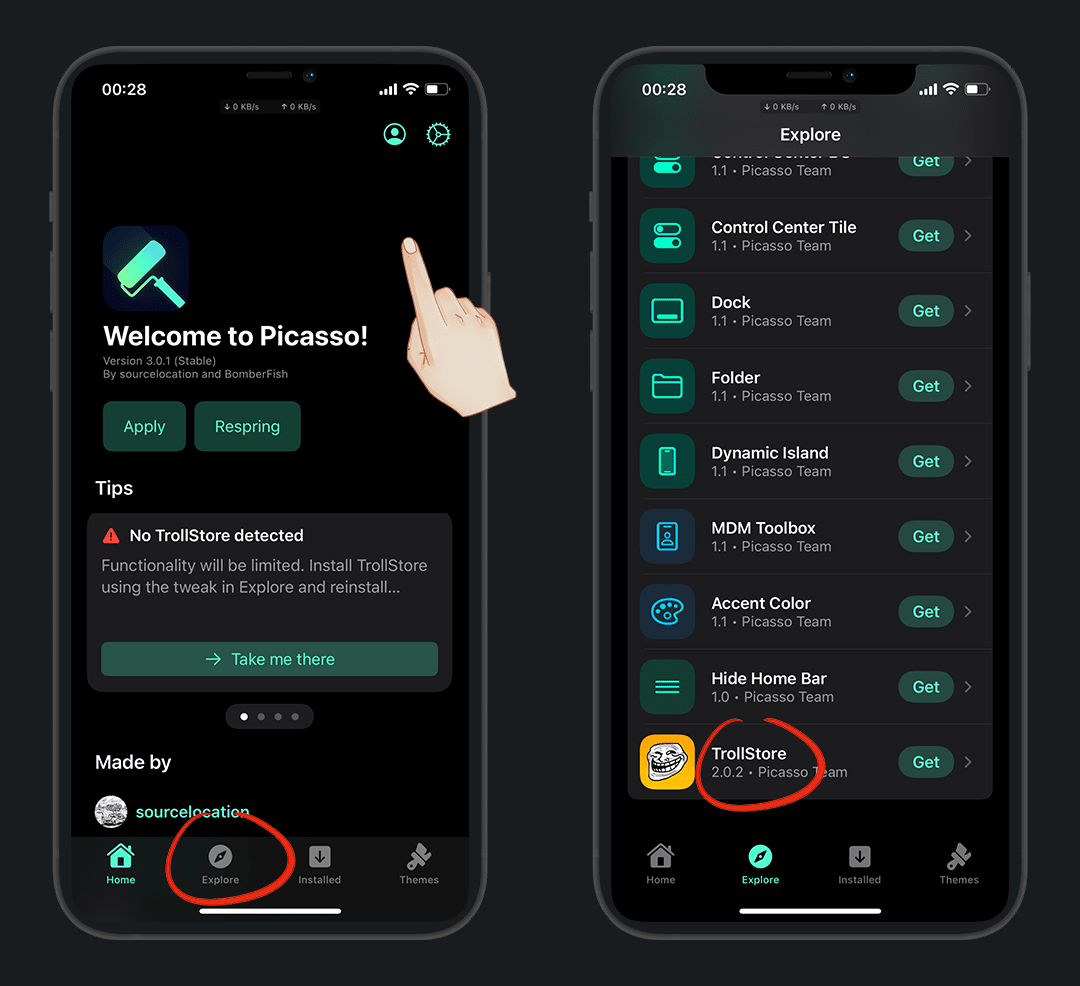 00:28
↓ 0 KB/s ↑ 0 KB/s
Welcome to Picasso!
Version 3.0.1 (Stable)
By sourcelocation and BomberFish
Apply
Respring
Tips
No TrollStore detected
Functionality will be limited. Install TrollStore
using the tweak in Explore and reinstall...
→ Take me there
Made by
sourcelocation
Home
Explore
Installed
Themes
00:28
↓ 0 KB/s ↑ 0 KB/s
Explore
1.1 • Picasso Team
Get
Control Center Tile
1.1 • Picasso Team
Get
Dock
1.1 • Picasso Team
Get
Folder
1.1 • Picasso Team
Get
Dynamic Island
1.1 • Picasso Team
Get
MDM Toolbox
1.1 • Picasso Team
Get
Accent Color
1.1 • Picasso Team
Get
Hide Home Bar
1.0 • Picasso Team
Get
TrollStore
2.0.2 • Picasso Team
Get
Home
Explore
Installed
Themes